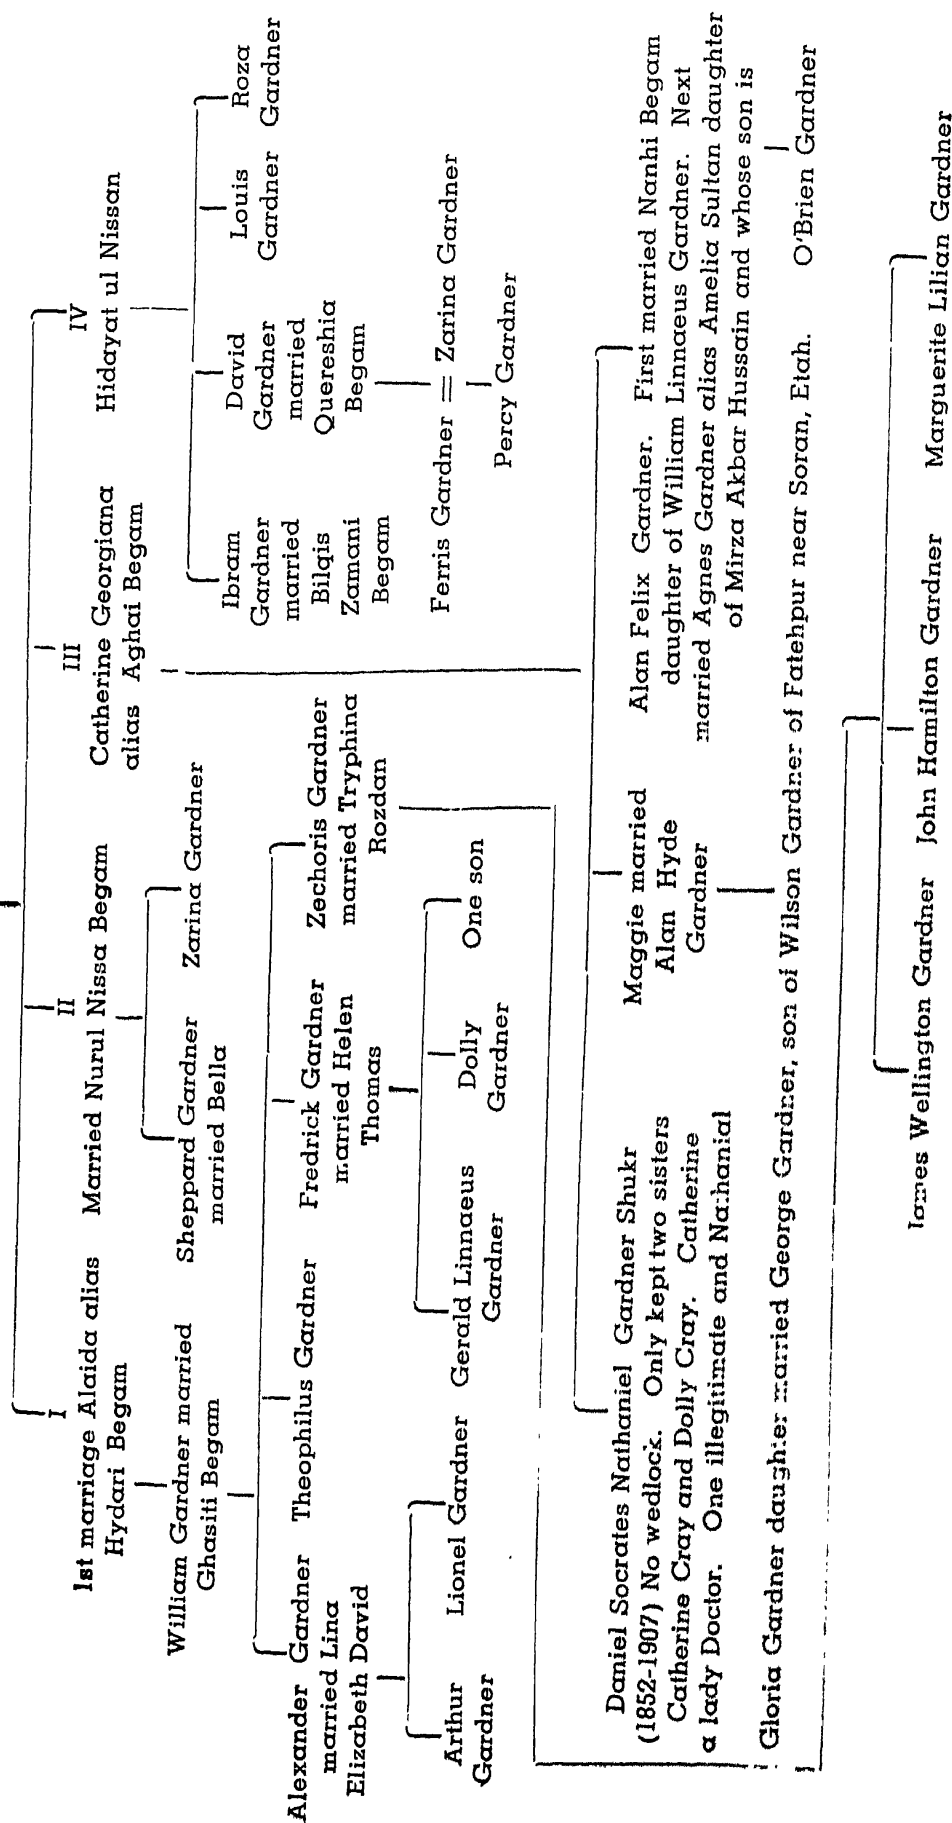 I
1st marriage Alaida alias
Hydari Begam
II
Married Nurul Nissa Begam
III
Catherine Georgiana
alias Aghai Begam
IV
Hidayat ul Nissan
William Gardner married
Ghasiti Begam
Sheppard Gardner
married Bella
Zarina Gardner
Ibram
Gardner
married
Bilqis
Zamani
Begam
David
Gardner
married
Quereshia
Begam
Louis
Gardner
Roza
Gardner
Alexander Gardner
married Lina
Elizabeth David
Theophilus Gardner
Fredrick Gardner
married Helen
Thomas
Zechoris Gardner
married Tryphina
Rozdan
Ferris Gardner = Zarina Gardner
Percy Gardner
Arthur
Gardner
Lionel Gardner
Gerald Linnaeus
Gardner
Dolly
Gardner
One son
Daniel Socrates Nathaniel Gardner Shukr
(1852-1907) No wedlock. Only kept two sisters
Catherine Cray and Dolly Cray. Catherine
a lady Doctor. One illegitimate and Nathanial
Maggie married
Alan Hyde
Gardner
Alan Felix Gardner. First married Nanhi Begam
daughter of William Linnaeus Gardner. Next
married Agnes Gardner alias Amelia Sultan daughter
of Mirza Akbar Hussain and whose son is
O'Brien Gardner
Gloria Gardner daughter married George Gardner, son of Wilson Gardner of Fatehpur near Soran, Etah.
James Wellington Gardner
John Hamilton Gardner
Marguerite Lilian Gardner